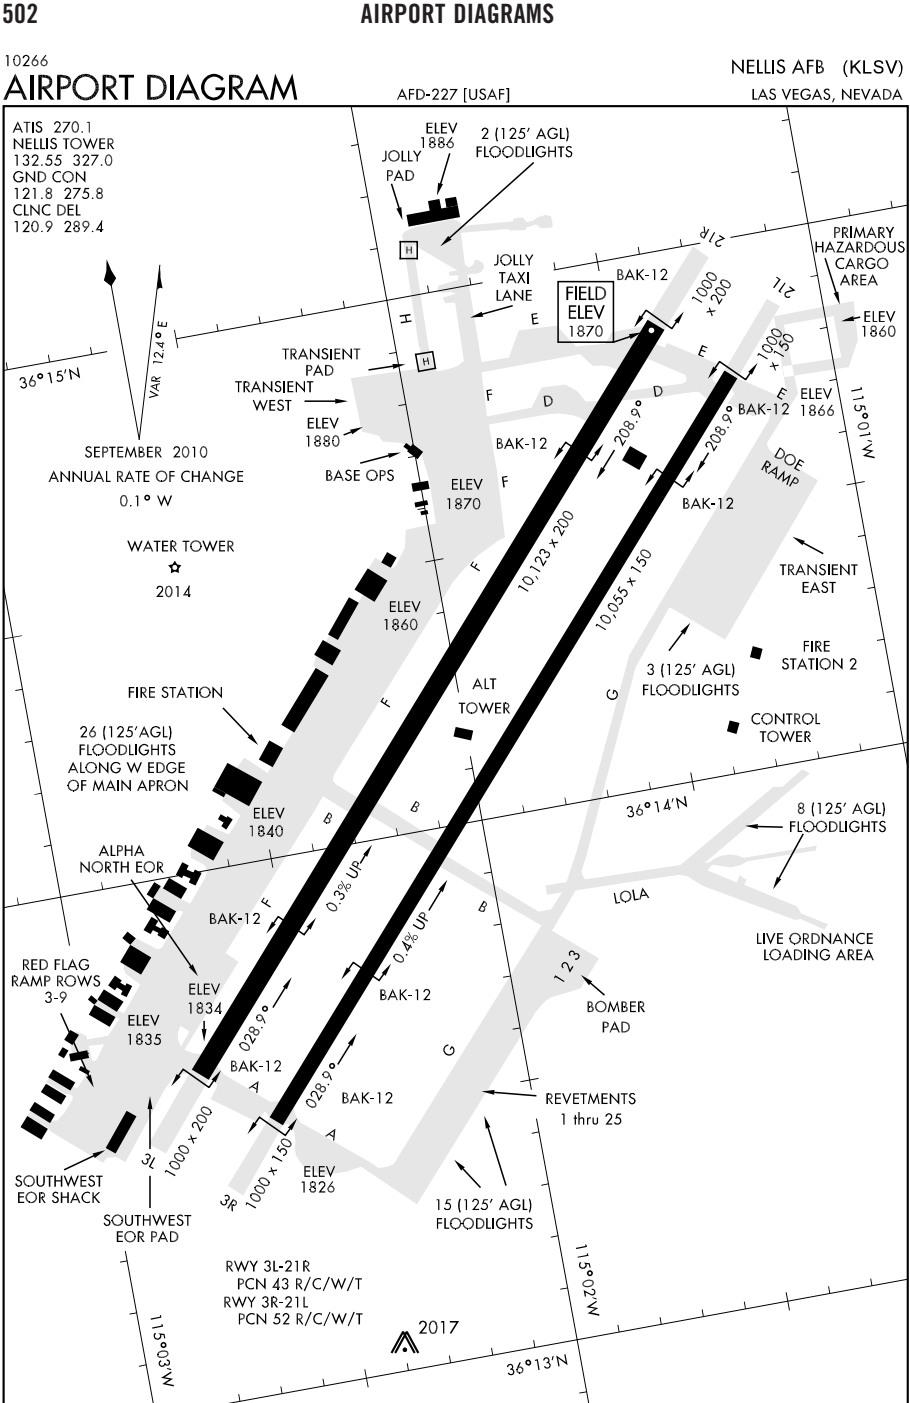 502
AIRPORT DIAGRAMS
10266
AIRPORT DIAGRAM
AFD-227 [USAF]
NELLIS AFB (KLSV)
LAS VEGAS, NEVADA
ATIS 270.1
NELLIS TOWER
132.55 327.0
GND CON
121.8 275.8
CLNC DEL
120.9 289.4
ELEV
1886
2 (125' AGL)
FLOODLIGHTS
JOLLY
PAD
H
JOLLY
TAXI
LANE
21R
BAK-12
1000
x 200
21L
PRIMARY
HAZARDOUS
CARGO
AREA
ELEV
1860
FIELD
ELEV
1870
H
E
1000
x 150
E
E
VAR 12.4° E
36°15'N
TRANSIENT
PAD
H
TRANSIENT
WEST
ELEV
1880
F
D
D
208.9°
BAK-12
208.9°
BAK-12
ELEV
1866
115°01'W
SEPTEMBER 2010
ANNUAL RATE OF CHANGE
0.1° W
BASE OPS
ELEV
1870
F
BAK-12
DOE
RAMP
WATER TOWER
2014
10,123 x 200
10,055 x 150
F
TRANSIENT
EAST
ELEV
1860
FIRE
STATION 2
3 (125' AGL)
FLOODLIGHTS
G
ALT
TOWER
F
FIRE STATION
CONTROL
TOWER
26 (125'AGL)
FLOODLIGHTS
ALONG W EDGE
OF MAIN APRON
36°14'N
8 (125' AGL)
FLOODLIGHTS
ELEV
1840
B
B
ALPHA
NORTH EOR
0.3% UP
F
BAK-12
0.4% UP
B
LOLA
LIVE ORDNANCE
LOADING AREA
RED FLAG
RAMP ROWS
3-9
ELEV
1834
BAK-12
1 2 3
BOMBER
PAD
ELEV
1835
028.9°
BAK-12
A
028.9°
BAK-12
G
REVETMENTS
1 thru 25
1000 x 200
1000 x 150
A
3L
3R
ELEV
1826
SOUTHWEST
EOR SHACK
SOUTHWEST
EOR PAD
15 (125' AGL)
FLOODLIGHTS
RWY 3L-21R
PCN 43 R/C/W/T
RWY 3R-21L
PCN 52 R/C/W/T
115°02'W
2017
115°03'W
36°13'N